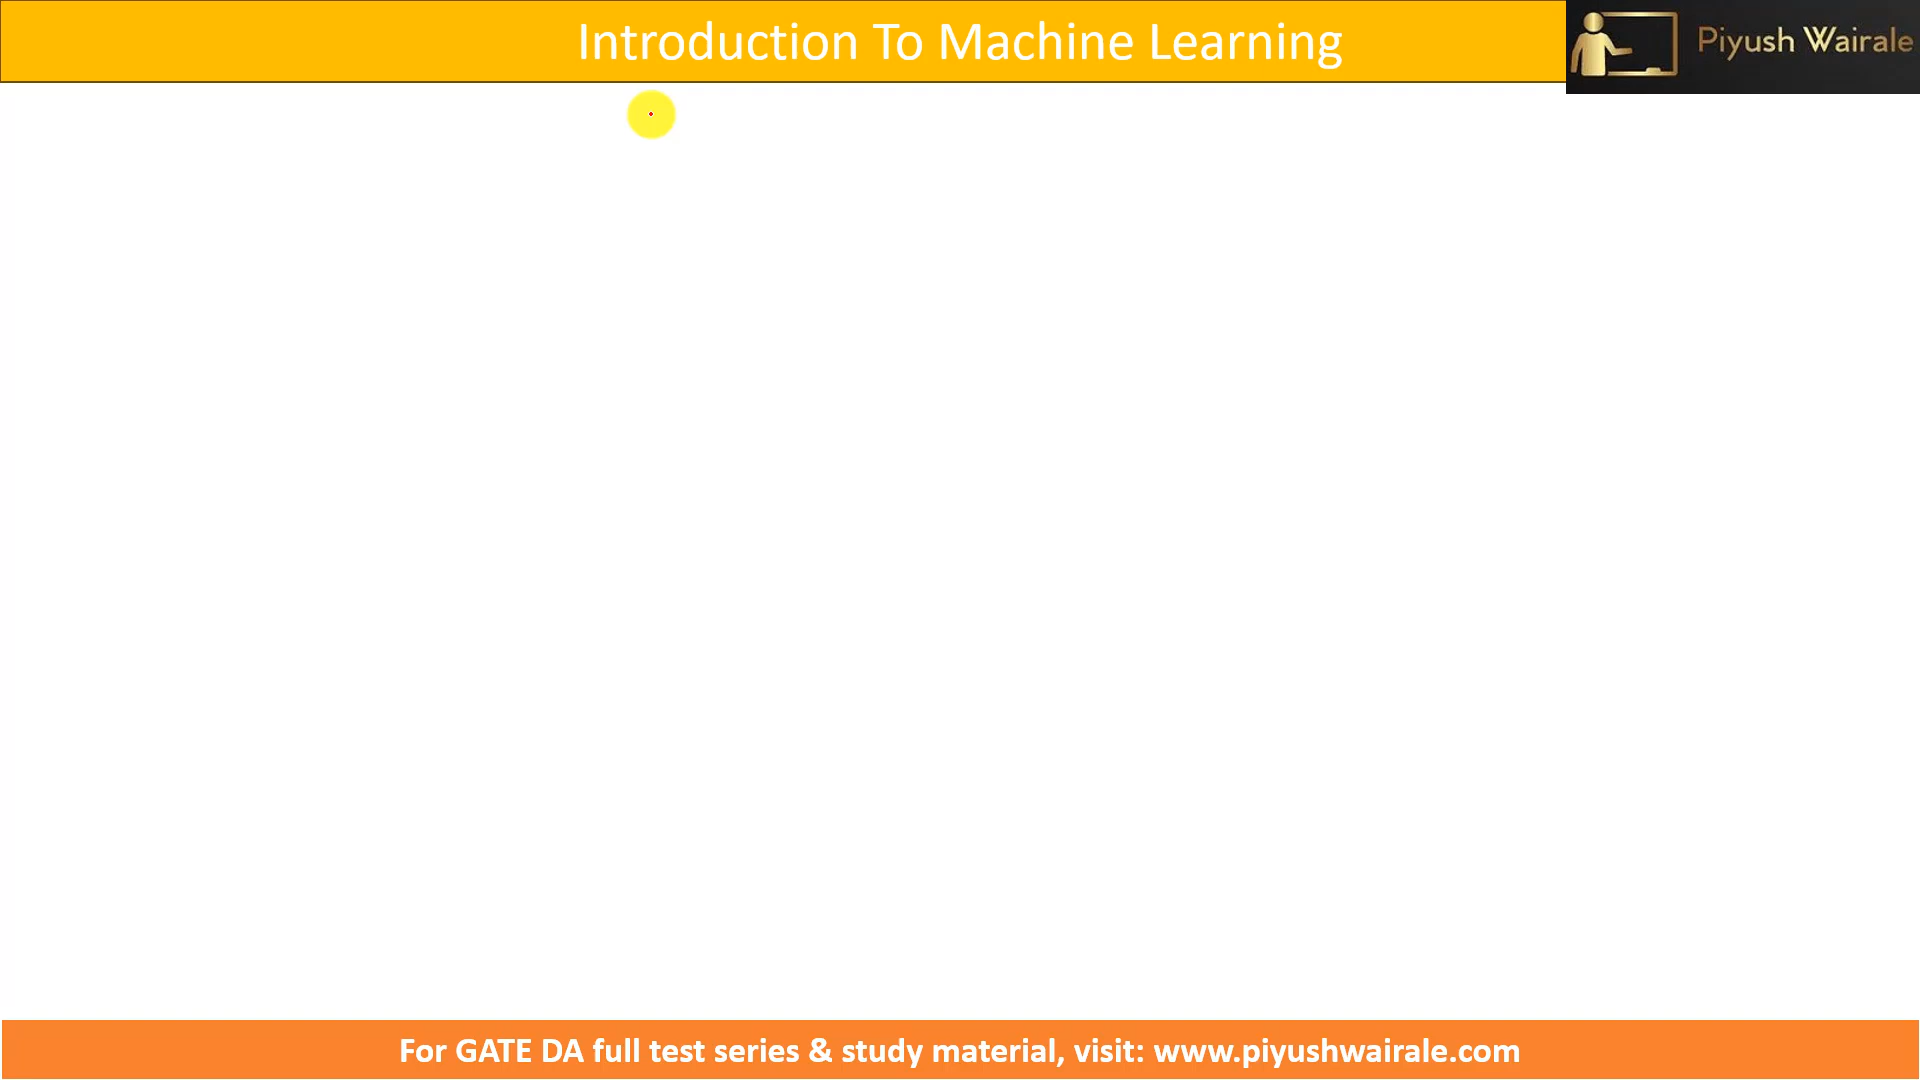 Introduction To Machine Learning
Piyush Wairale
For GATE DA full test series & study material, visit: www.piyushwairale.com